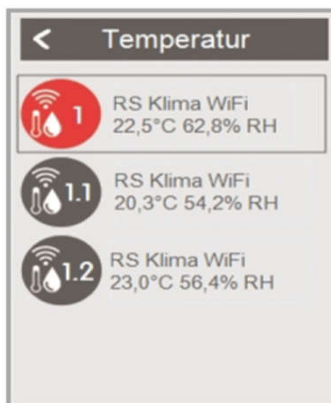 Temperatur
1
RS Klima WiFi
22,5°C 62,8% RH
1.1
RS Klima WiFi
20,3°C 54,2% RH
1.2
RS Klima WiFi
23,0°C 56,4% RH